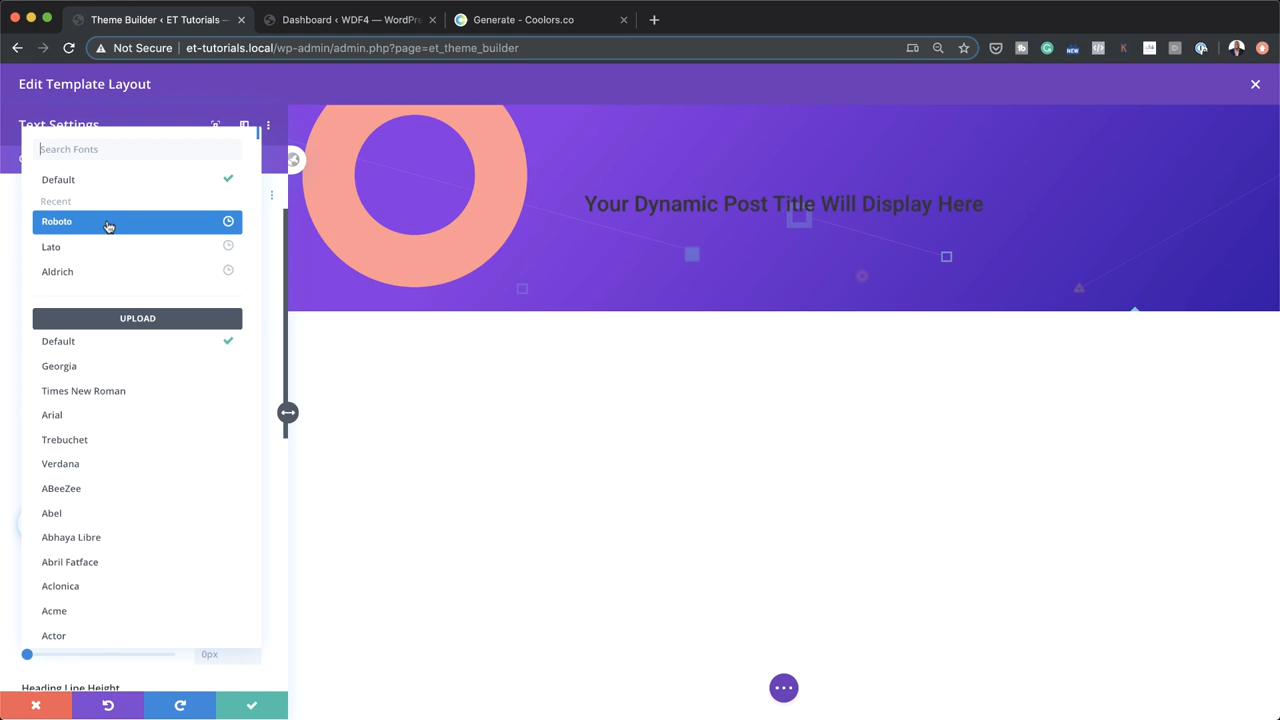 Theme Builder ‹ ET Tutorials —
Dashboard ‹ WDF4 — WordPre
Generate - Coolors.co
Not Secure
et-tutorials.local/wp-admin/admin.php?page=et_theme_builder
Edit Template Layout
Text Settings
Search Fonts
Default
Recent
Roboto
Lato
Aldrich
UPLOAD
Default
Georgia
Times New Roman
Arial
Trebuchet
Verdana
ABeeZee
Abel
Abhaya Libre
Abril Fatface
Aclonica
Acme
Actor
0px
Heading Line Height
Your Dynamic Post Title Will Display Here